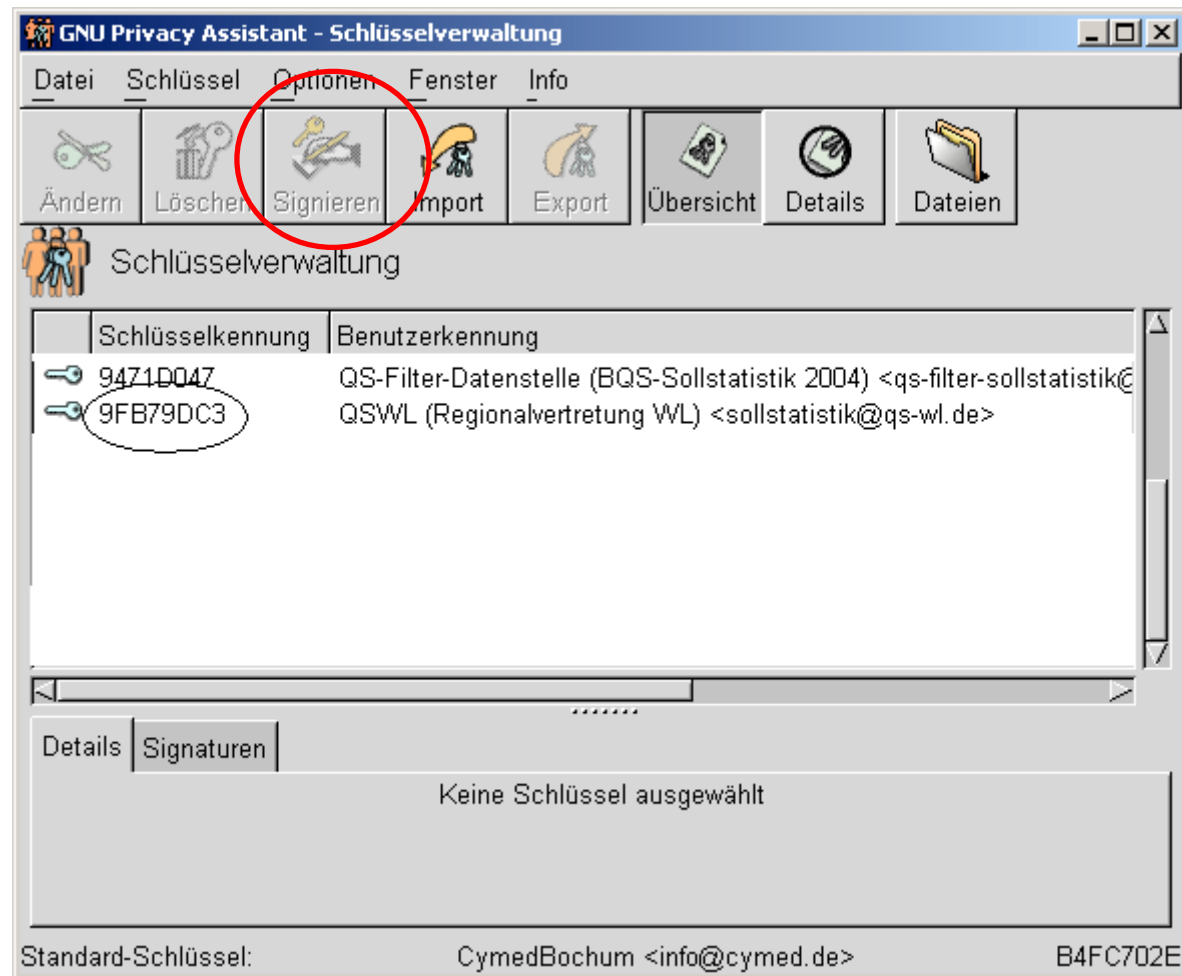 GNU Privacy Assistant - Schlüsselverwaltung
Datei Schlüssel Optionen Fenster Info
Ändern Löschen Signieren Import Export Übersicht Details Dateien
Schlüsselverwaltung
Schlüsselkennung Benutzerkennung
9471D047 QS-Filter-Datenstelle (BQS-Sollstatistik 2004) <qs-filter-sollstatistik@
9FB79DC3 QSWL (Regionalvertretung WL) <sollstatistik@qs-wl.de>
Details Signaturen
Keine Schlüssel ausgewählt
Standard-Schlüssel: CymedBochum <info@cymed.de> B4FC702E